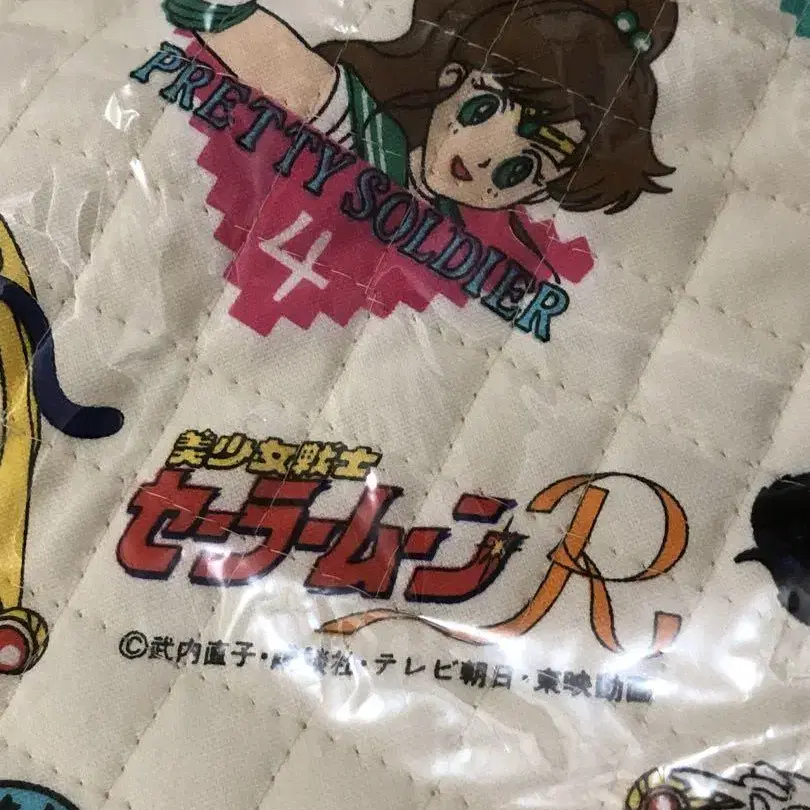 PRETTY SOLDIER
4
美少女戦士
セーラームーンR
©武内直子・講談社・テレビ朝日・東映動画